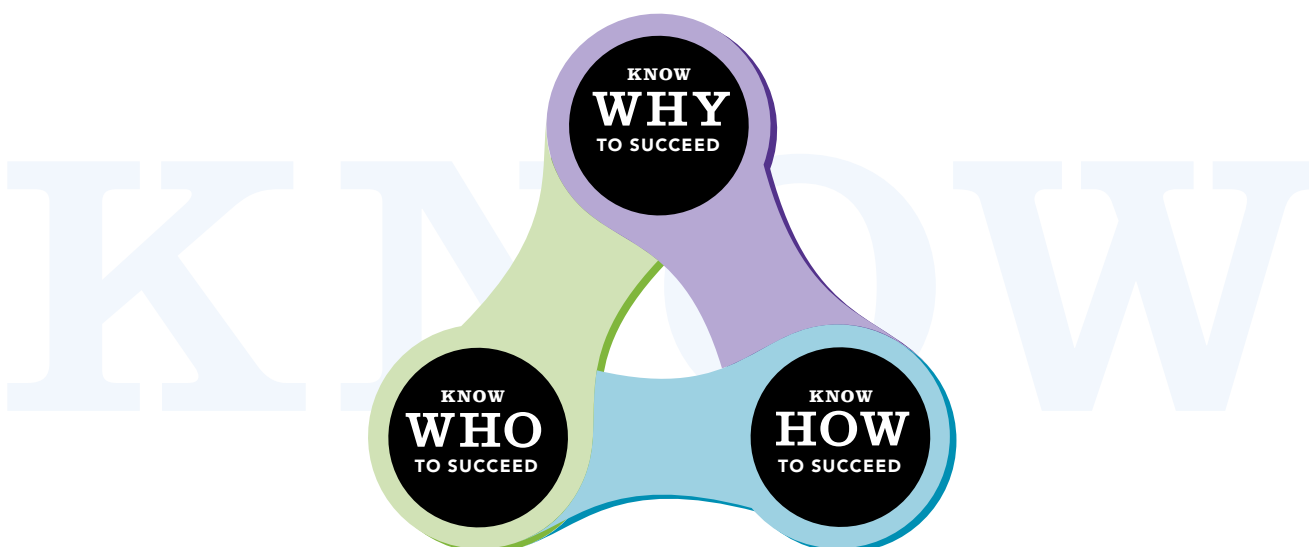 KNOW
KNOW
WHY
TO SUCCEED
KNOW
WHO
TO SUCCEED
KNOW
HOW
TO SUCCEED